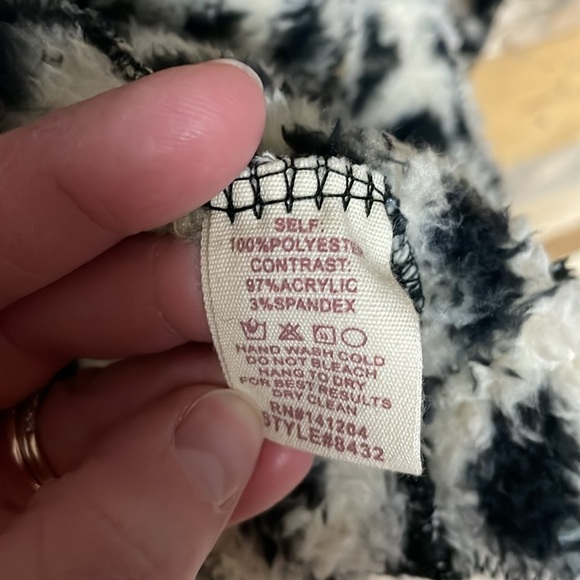 SELF:
100%POLYESTER
CONTRAST:
97%ACRYLIC
3%SPANDEX
HAND WASH COLD
DO NOT BLEACH
HANG TO DRY
FOR BEST RESULTS
DRY CLEAN
RN#141204
STYLE#8432